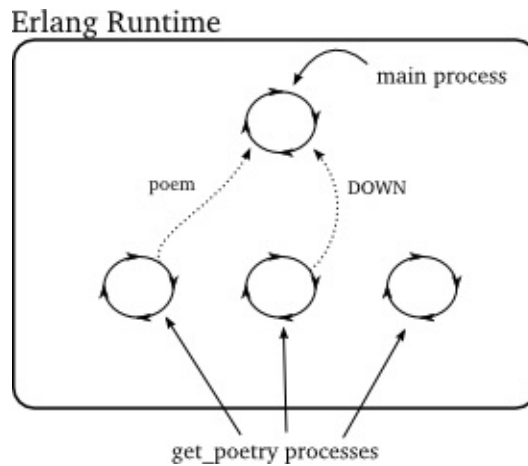 Erlang Runtime
main process
poem
DOWN
get_poetry processes